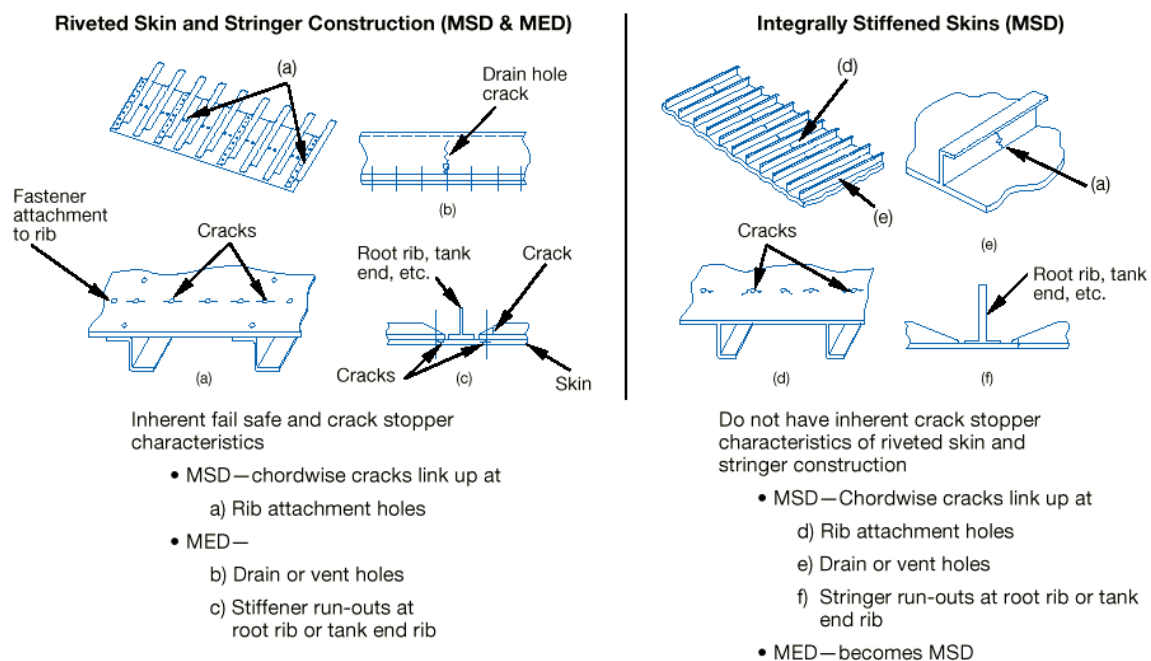 Riveted Skin and Stringer Construction (MSD & MED)
(a)
Drain hole
crack
(b)
Fastener
attachment
to rib
Cracks
(a)
Root rib, tank
end, etc.
Crack
Cracks
(c)
Skin
Inherent fail safe and crack stopper
characteristics
• MSD—chordwise cracks link up at
a) Rib attachment holes
• MED—
b) Drain or vent holes
c) Stiffener run-outs at
root rib or tank end rib
Integrally Stiffened Skins (MSD)
(d)
(e)
(a)
(e)
Cracks
(d)
Root rib, tank
end, etc.
(f)
Do not have inherent crack stopper
characteristics of riveted skin and
stringer construction
• MSD—Chordwise cracks link up at
d) Rib attachment holes
e) Drain or vent holes
f) Stringer run-outs at root rib or tank
end rib
• MED—becomes MSD